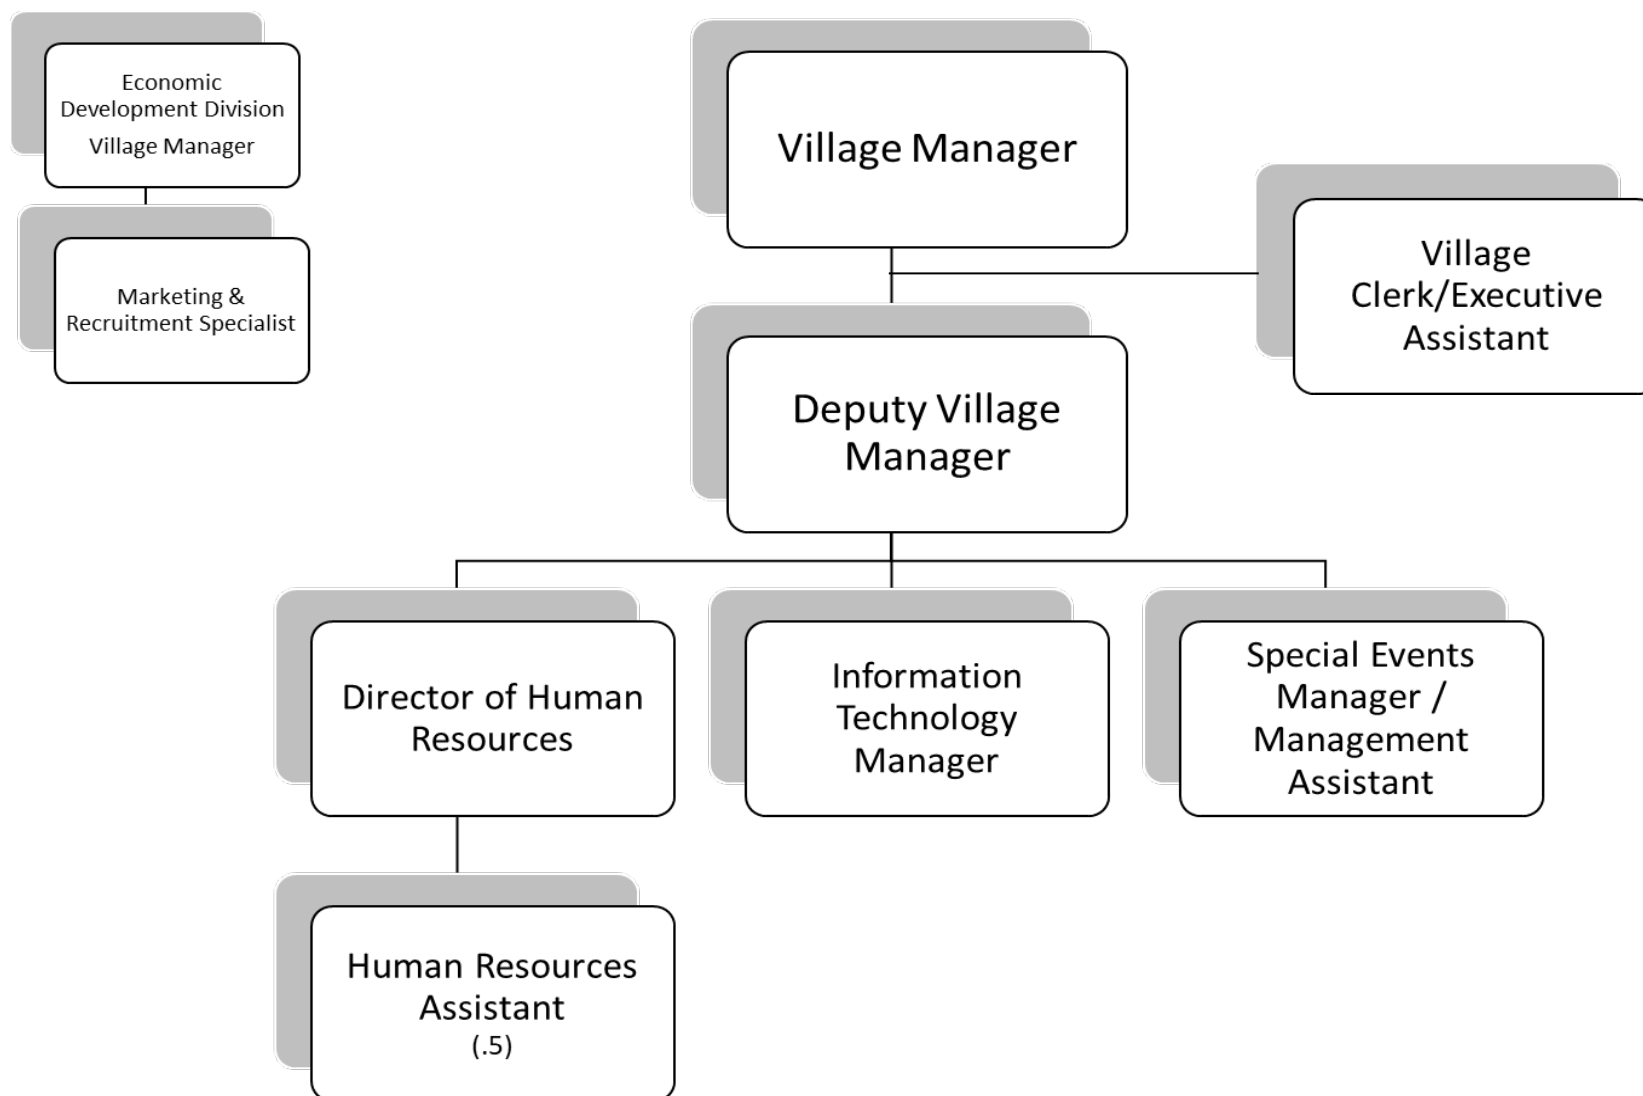 Economic
Development Division
Village Manager
Marketing &
Recruitment Specialist
Village Manager
Village
Clerk/Executive
Assistant
Deputy Village
Manager
Director of Human
Resources
Information
Technology
Manager
Special Events
Manager /
Management
Assistant
Human Resources
Assistant
(.5)